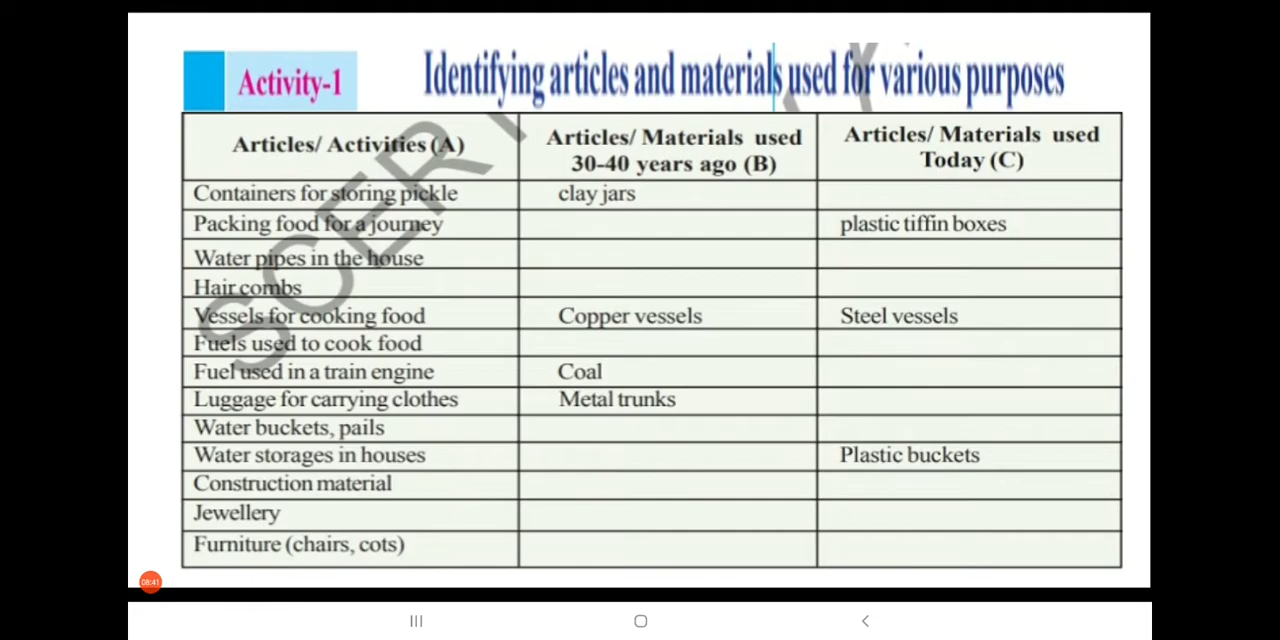 Activity-1
Identifying articles and materials used for various purposes
Articles/ Activities (A)
Articles/ Materials used
30-40 years ago (B)
Articles/ Materials used
Today (C)
Containers for storing pickle clay jars
Packing food for a journey plastic tiffin boxes
Water pipes in the house
Hair combs
Vessels for cooking food Copper vessels Steel vessels
Fuels used to cook food
Fuel used in a train engine Coal
Luggage for carrying clothes Metal trunks
Water buckets, pails
Water storages in houses Plastic buckets
Construction material
Jewellery
Furniture (chairs, cots)
SCERT
08:41